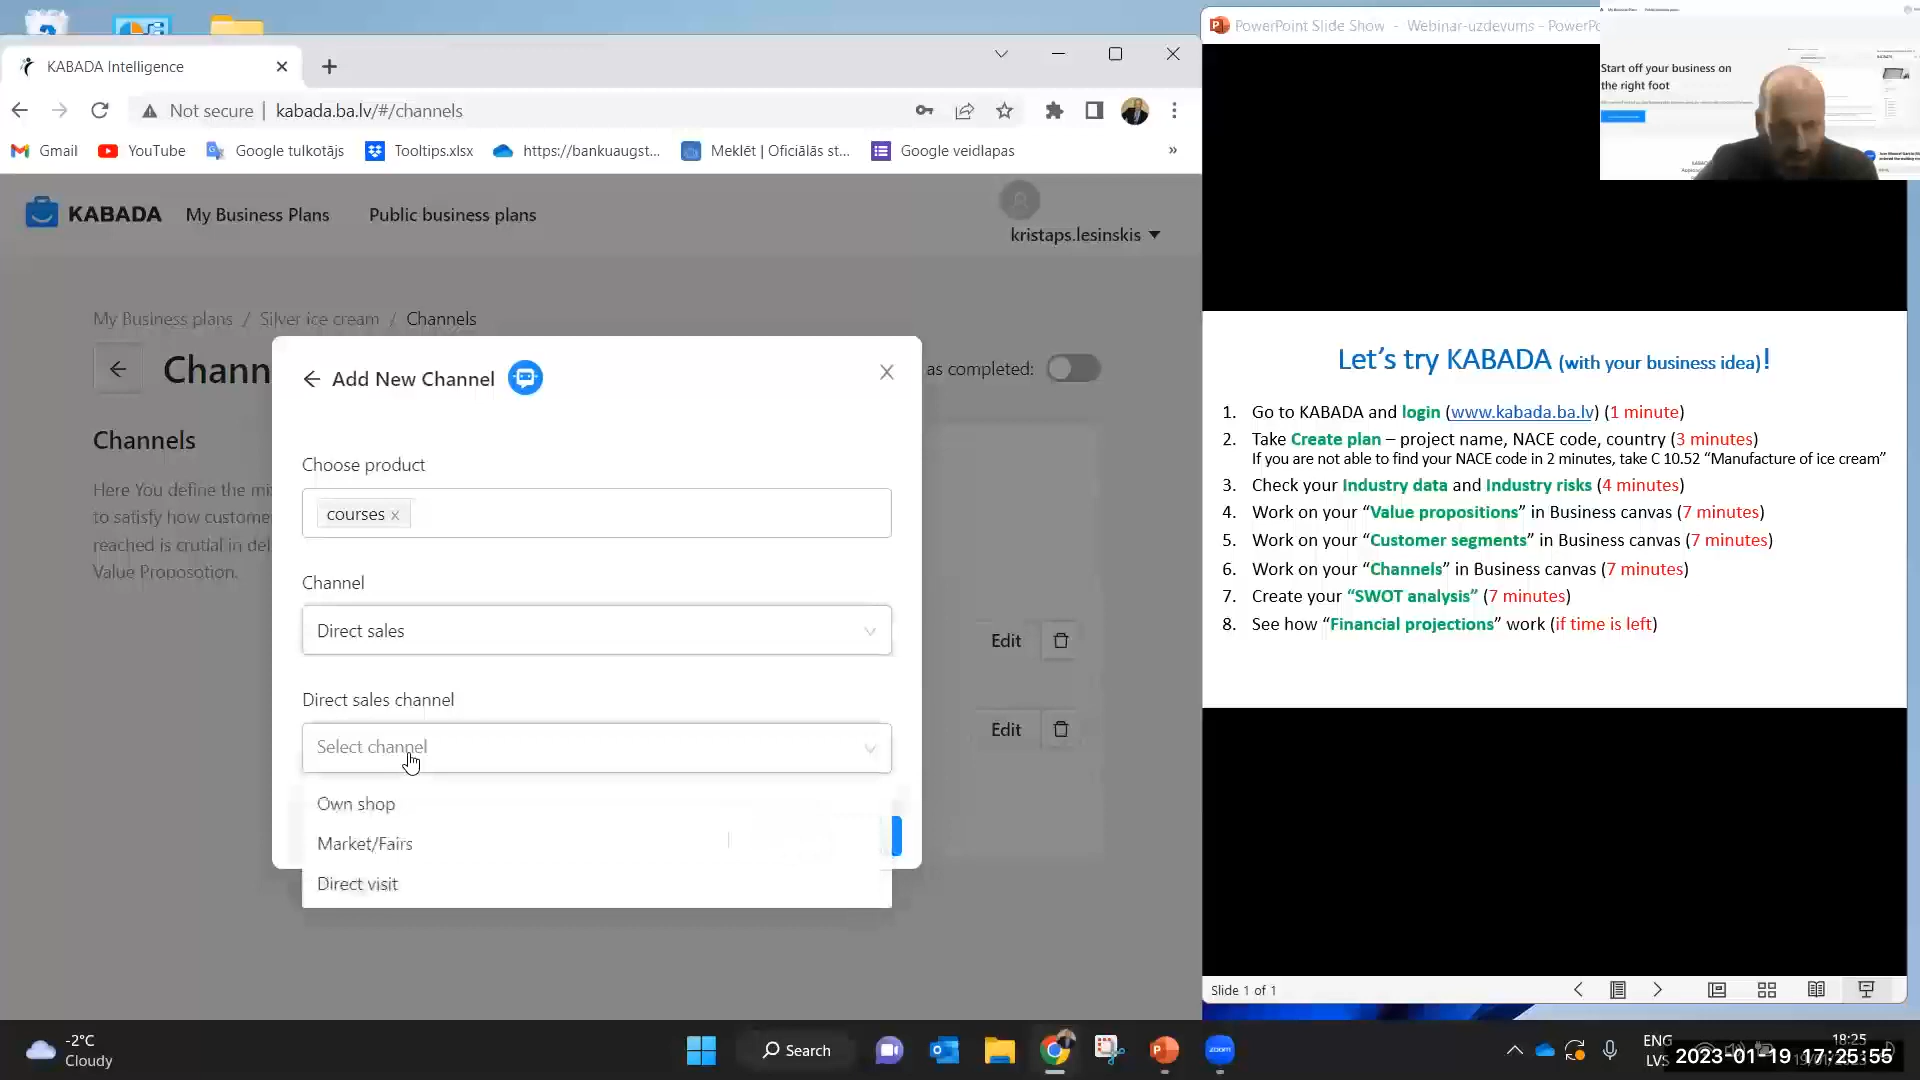 KABADA Intelligence
Not secure
kabada.ba.lv/#/channels
Gmail
YouTube
Google tulkotājs
Tooltips.xlsx
https://bankuaugst...
Meklēt | Oficiālās st...
Google veidlapas
»
KABADA
My Business Plans
Public business plans
kristaps.lesinskis
My Business plans / Silver ice cream / Channels
Chann
as completed:
Channels
Here You define the mi
to satisfy how custome
reached is crutial in del
Value Proposotion.
Add New Channel
Choose product
courses
Channel
Direct sales
Direct sales channel
Select channel
Own shop
Market/Fairs
Direct visit
Edit
Edit
PowerPoint Slide Show - Webinar-uzdevums - PowerPo
Start off your business on
the right foot
Let's try KABADA (with your business idea)!
1. Go to KABADA and login (www.kabada.ba.lv) (1 minute)
2. Take Create plan – project name, NACE code, country (3 minutes)
If you are not able to find your NACE code in 2 minutes, take C 10.52 “Manufacture of ice cream”
3. Check your Industry data and Industry risks (4 minutes)
4. Work on your “Value propositions” in Business canvas (7 minutes)
5. Work on your “Customer segments” in Business canvas (7 minutes)
6. Work on your “Channels” in Business canvas (7 minutes)
7. Create your “SWOT analysis” (7 minutes)
8. See how “Financial projections” work (if time is left)
Slide 1 of 1
-2°C
Cloudy
Search
zoom
ENG
LVS
18:25
2023-01-19 17:25:55